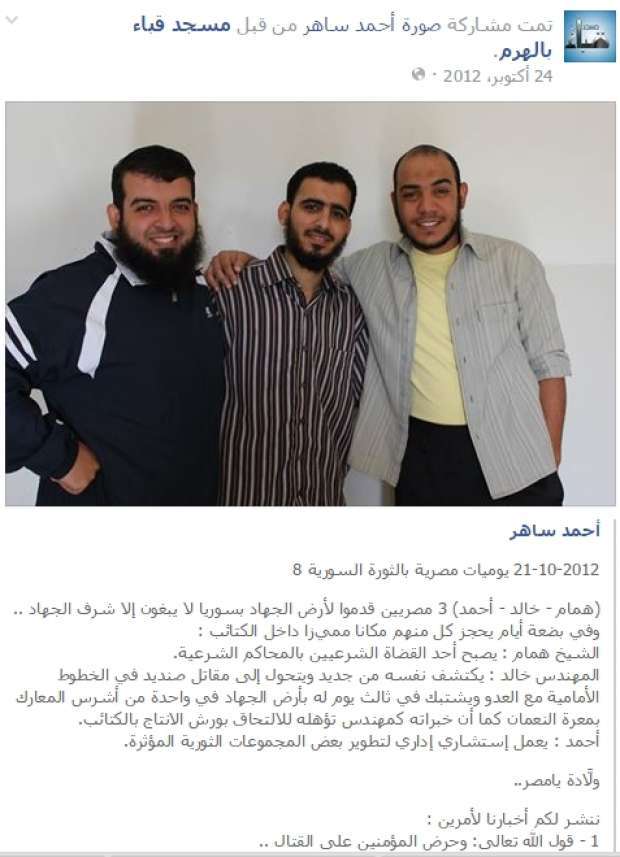 تمت مشاركة صورة أحمد ساهر من قبل مسجد قباء
بالهرم.
24 أكتوبر، 2012 ·
أحمد ساهر
21-10-2012 يوميات مصرية بالثورة السورية 8
(همام - خالد - أحمد) 3 مصريين قدموا لأرض الجهاد بسوريا لا يبغون إلا شرف الجهاد ..
وفي بضعة أيام يحجز كل منهم مكانا مميزا داخل الكتائب :
الشيخ همام : يصبح أحد القضاة الشرعيين بالمحاكم الشرعية.
المهندس خالد : يكتشف نفسه من جديد ويتحول إلى مقاتل صنديد في الخطوط
الأمامية مع العدو ويشتبك في ثالث يوم له بأرض الجهاد في واحدة من أشرس المعارك
بمعرة النعمان كما أن خبراته كمهندس تؤهله للالتحاق بورش الانتاج بالكتائب.
أحمد : يعمل إستشاري إداري لتطوير بعض المجموعات الثورية المؤثرة.
ولَّادة يامصر..
ننشر لكم أخبارنا لأمرين :
1 - قول الله تعالى: وحرض المؤمنين على القتال ..